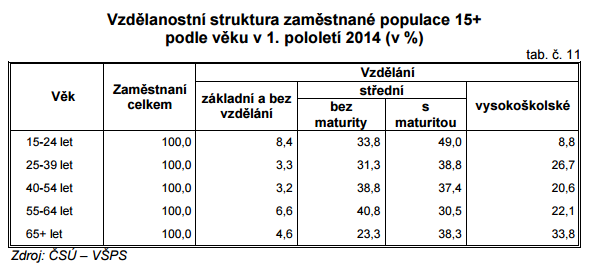 Vzdělanostní struktura zaměstnané populace 15+
podle věku v 1. pololetí 2014 (v %)
tab. č. 11
Věk Zaměstnaní celkem Vzdělání
základní a bez vzdělání střední vysokoškolské
bez maturity s maturitou
15-24 let 100,0 8,4 33,8 49,0 8,8
25-39 let 100,0 3,3 31,3 38,8 26,7
40-54 let 100,0 3,2 38,8 37,4 20,6
55-64 let 100,0 6,6 40,8 30,5 22,1
65+ let 100,0 4,6 23,3 38,3 33,8
Zdroj: ČSÚ – VŠPS